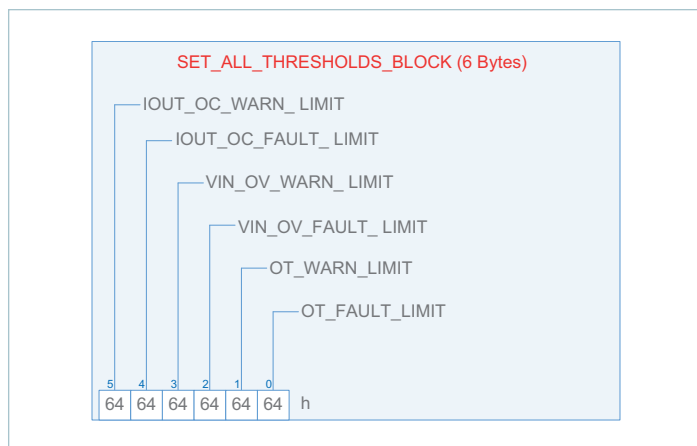 SET_ALL_THRESHOLDS_BLOCK (6 Bytes)
IOUT_OC_WARN_ LIMIT
IOUT_OC_FAULT_ LIMIT
VIN_OV_WARN_ LIMIT
VIN_OV_FAULT_ LIMIT
OT_WARN_LIMIT
OT_FAULT_LIMIT
5 4 3 2 1 0
64 64 64 64 64 64 h